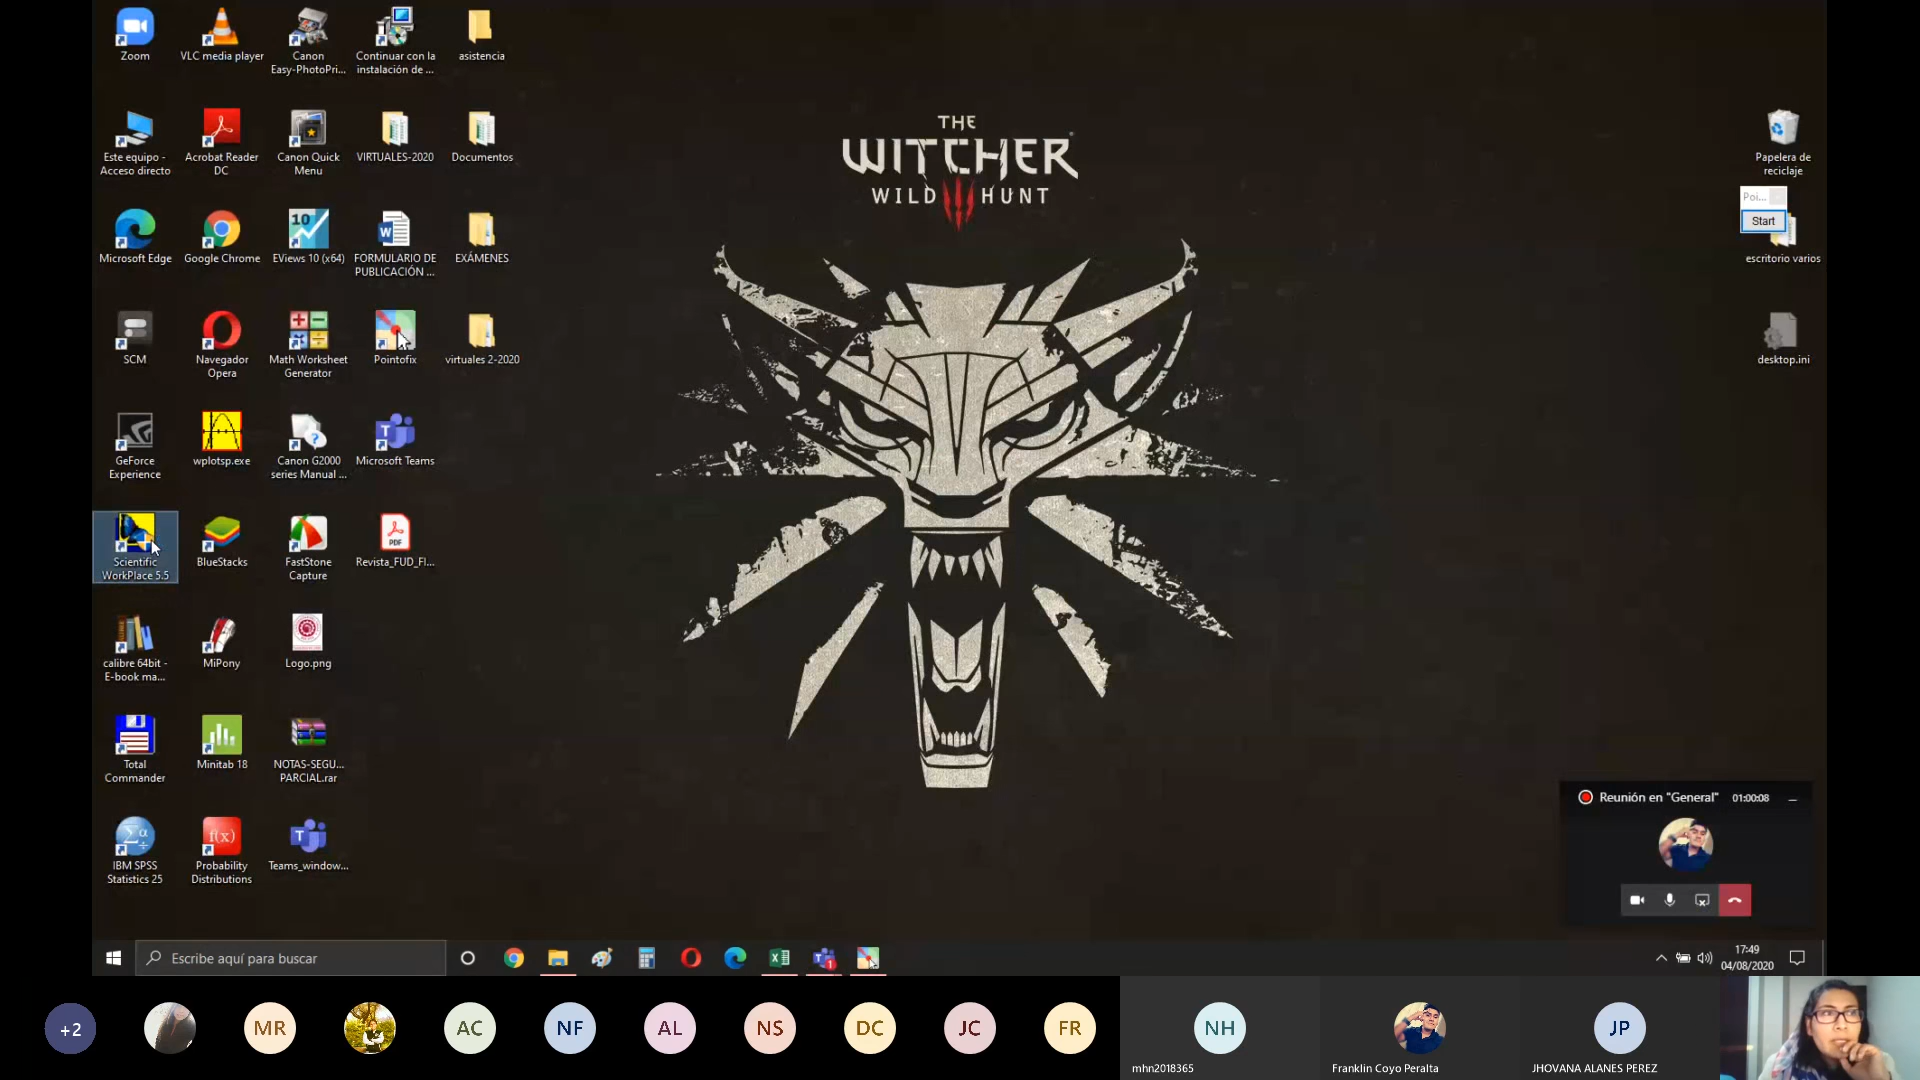 Zoom
VLC media player
Canon
Easy-PhotoPri...
Continuar con la
instalación de ...
asistencia
THE
WITCHER
WILD HUNT
Este equipo -
Acceso directo
Acrobat Reader
DC
Canon Quick
Menu
VIRTUALES-2020
Documentos
Papelera de
reciclaje
Poi...
Start
escritorio varios
Microsoft Edge
Google Chrome
10
EViews 10 (x64)
FORMULARIO DE
PUBLICACIÓN ...
EXÁMENES
SCM
Navegador
Opera
Math Worksheet
Generator
Pointofix
virtuales 2-2020
desktop.ini
GeForce
Experience
wplotsp.exe
Canon G2000
series Manual ...
Microsoft Teams
Scientific
WorkPlace 5.5
BlueStacks
FastStone
Capture
PDF
Revista_FUD_FI...
calibre 64bit -
E-book ma...
MiPony
Logo.png
Total
Commander
Minitab 18
NOTAS-SEGU...
PARCIAL.rar
IBM SPSS
Statistics 25
f(x)
Probability
Distributions
Teams_window...
Reunión en "General"
01:00:08
Escribe aquí para buscar
17:49
04/08/2020
+2
MR
AC
NF
AL
NS
DC
JC
FR
NH
JP
mhn2018365
Franklin Coyo Peralta
JHOVANA ALANES PEREZ